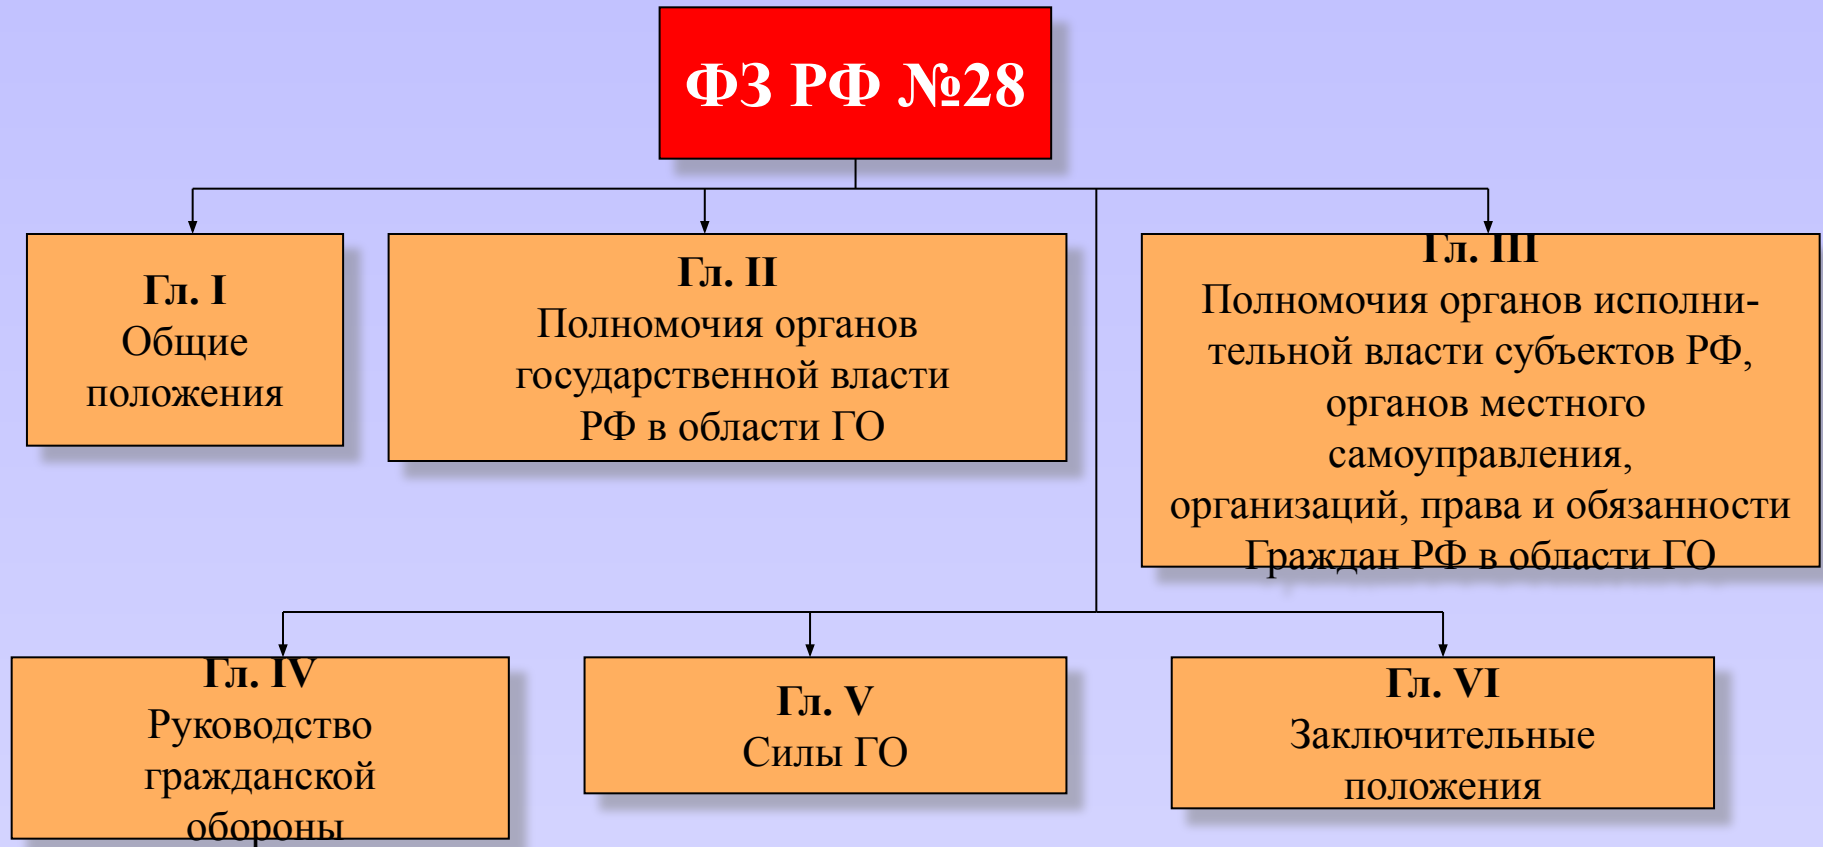 ФЗ РФ №28
Гл. I
Общие
положения
Гл. II
Полномочия органов
государственной власти
РФ в области ГО
Гл. III
Полномочия органов исполни-
тельной власти субъектов РФ,
органов местного
самоуправления,
организаций, права и обязанности
Граждан РФ в области ГО
Гл. IV
Руководство
гражданской
обороны
Гл. V
Силы ГО
Гл. VI
Заключительные
положения